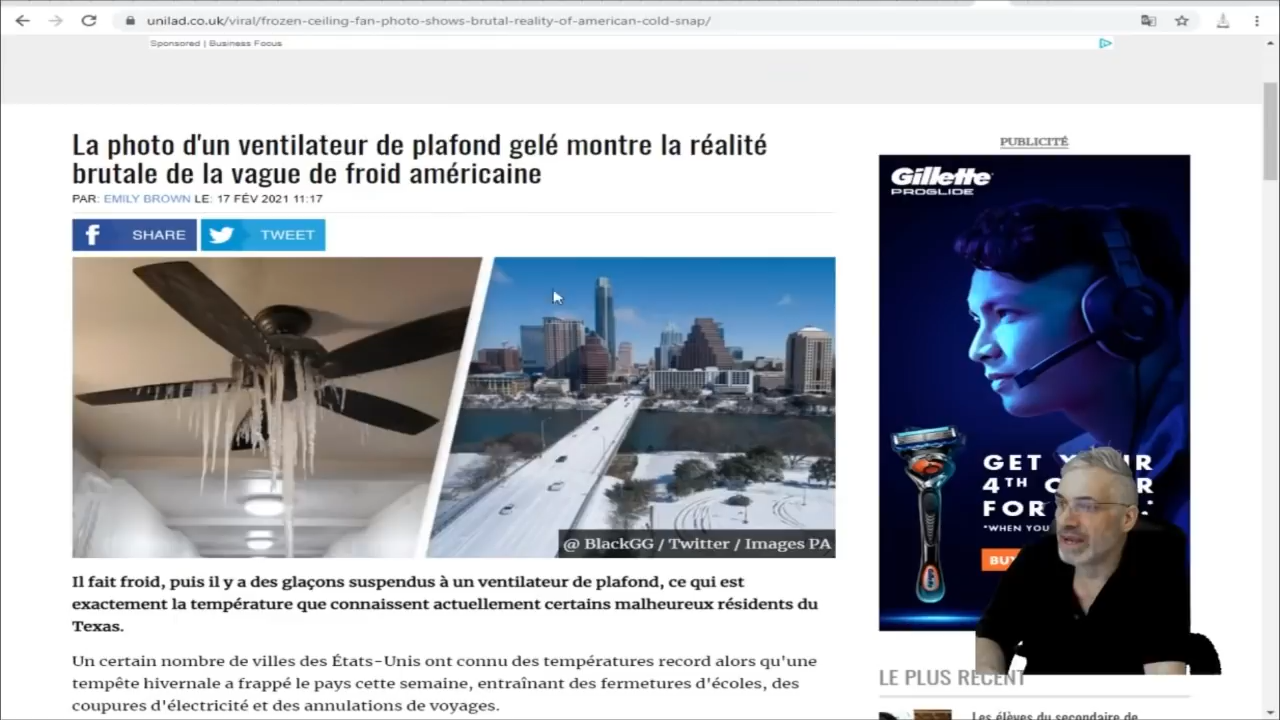 unilad.co.uk/viral/frozen-ceiling-fan-photo-shows-brutal-reality-of-american-cold-snap/
Sponsored | Business Focus
La photo d'un ventilateur de plafond gelé montre la réalité
brutale de la vague de froid américaine
PAR: EMILY BROWN LE: 17 FÉV 2021 11:17
SHARE
TWEET
@ BlackGG / Twitter / Images PA
Il fait froid, puis il y a des glaçons suspendus à un ventilateur de plafond, ce qui est
exactement la température que connaissent actuellement certains malheureux résidents du
Texas.
Un certain nombre de villes des États-Unis ont connu des températures record alors qu'une
tempête hivernale a frappé le pays cette semaine, entraînant des fermetures d'écoles, des
coupures d'électricité et des annulations de voyages.
PUBLICITÉ
Gillette
PROGLIDE
GET
4TH
FOR
"WHEN YOU
LE PLUS RÉCENT
Les élèves du secondaire de